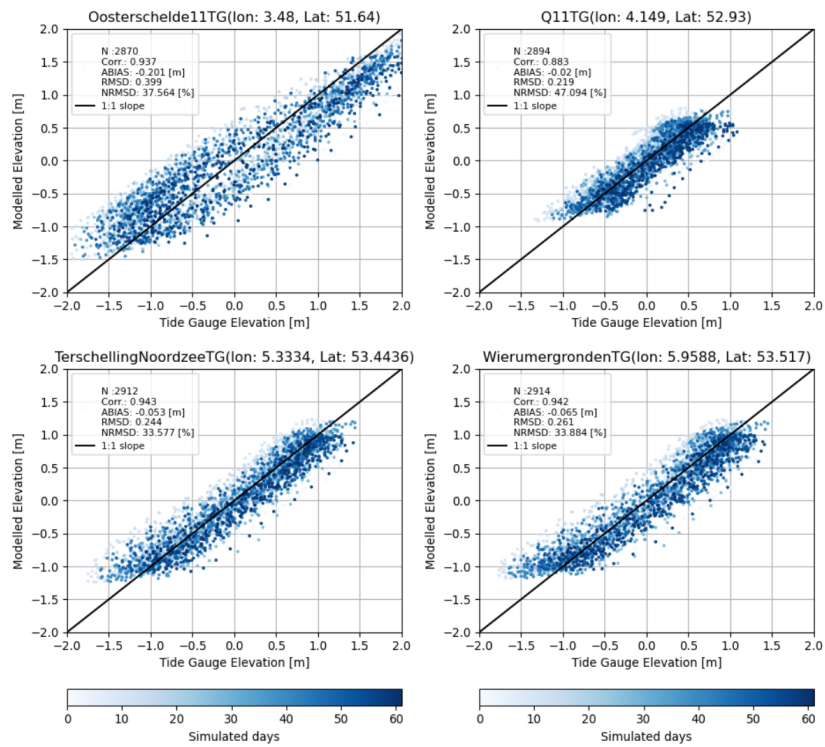 Oosterschelde11TG(lon: 3.48, Lat: 51.64)
N :2870
Corr.: 0.937
ABIAS: -0.201 [m]
RMSD: 0.399
NRMSD: 37.564 [%]
1:1 slope
Modelled Elevation [m]
2.0
1.5
1.0
0.5
0.0
−0.5
−1.0
−1.5
−2.0
−2.0 −1.5 −1.0 −0.5 0.0 0.5 1.0 1.5 2.0
Tide Gauge Elevation [m]
Q11TG(lon: 4.149, Lat: 52.93)
N :2894
Corr.: 0.883
ABIAS: -0.02 [m]
RMSD: 0.219
NRMSD: 47.094 [%]
1:1 slope
Modelled Elevation [m]
2.0
1.5
1.0
0.5
0.0
−0.5
−1.0
−1.5
−2.0
−2.0 −1.5 −1.0 −0.5 0.0 0.5 1.0 1.5 2.0
Tide Gauge Elevation [m]
TerschellingNoordzeeTG(lon: 5.3334, Lat: 53.4436)
N :2912
Corr.: 0.943
ABIAS: -0.053 [m]
RMSD: 0.244
NRMSD: 33.577 [%]
1:1 slope
Modelled Elevation [m]
2.0
1.5
1.0
0.5
0.0
−0.5
−1.0
−1.5
−2.0
−2.0 −1.5 −1.0 −0.5 0.0 0.5 1.0 1.5 2.0
Tide Gauge Elevation [m]
WierumergrondenTG(lon: 5.9588, Lat: 53.517)
N :2914
Corr.: 0.942
ABIAS: -0.065 [m]
RMSD: 0.261
NRMSD: 33.884 [%]
1:1 slope
Modelled Elevation [m]
2.0
1.5
1.0
0.5
0.0
−0.5
−1.0
−1.5
−2.0
−2.0 −1.5 −1.0 −0.5 0.0 0.5 1.0 1.5 2.0
Tide Gauge Elevation [m]
0 10 20 30 40 50 60
Simulated days
0 10 20 30 40 50 60
Simulated days